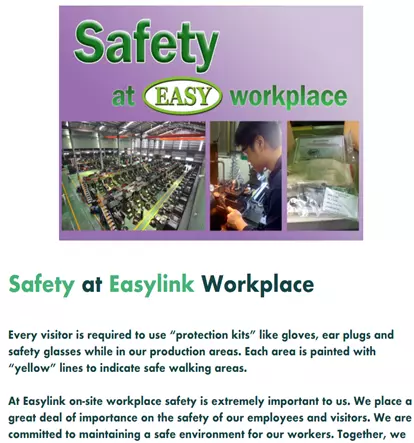 Safety
at EASY workplace
Safety at Easylink Workplace
Every visitor is required to use “protection kits” like gloves, ear plugs and
safety glasses while in our production areas. Each area is painted with
“yellow” lines to indicate safe walking areas.
At Easylink on-site workplace safety is extremely important to us. We place a
great deal of importance on the safety of our employees and visitors. We are
committed to maintaining a safe environment for our workers. Together, we